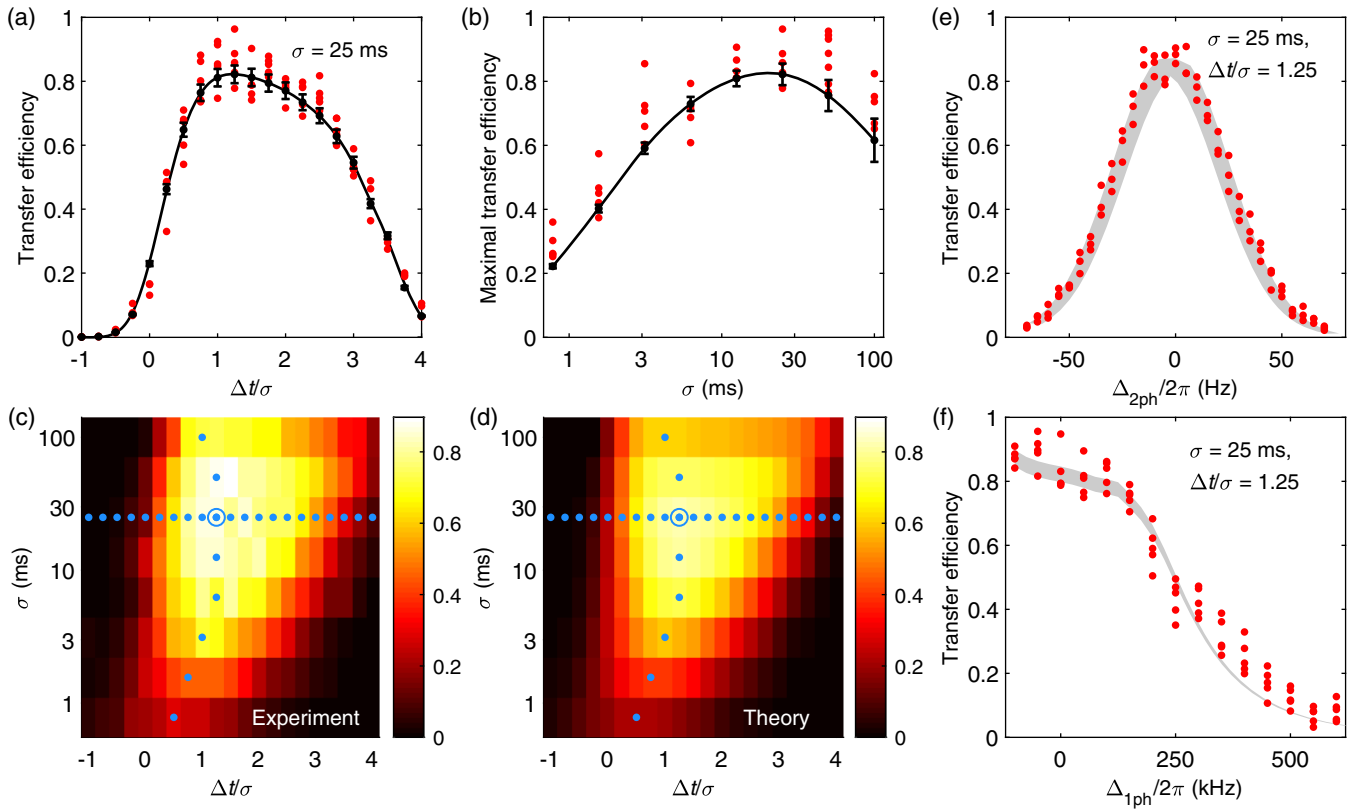 (a)
σ = 25 ms
Transfer efficiency
1
0.8
0.6
0.4
0.2
0
-1 0 1 2 3 4
Δt/σ
(b)
Maximal transfer efficiency
1
0.8
0.6
0.4
0.2
0
1 3 10 30 100
σ (ms)
(e)
σ = 25 ms,
Δt/σ = 1.25
Transfer efficiency
1
0.8
0.6
0.4
0.2
0
-50 0 50
Δ2ph/2π (Hz)
(c)
σ (ms)
100
30
10
3
1
Experiment
0.8
0.6
0.4
0.2
0
-1 0 1 2 3 4
Δt/σ
(d)
σ (ms)
100
30
10
3
1
Theory
0.8
0.6
0.4
0.2
0
-1 0 1 2 3 4
Δt/σ
(f)
σ = 25 ms,
Δt/σ = 1.25
Transfer efficiency
1
0.8
0.6
0.4
0.2
0
0 250 500
Δ1ph/2π (kHz)